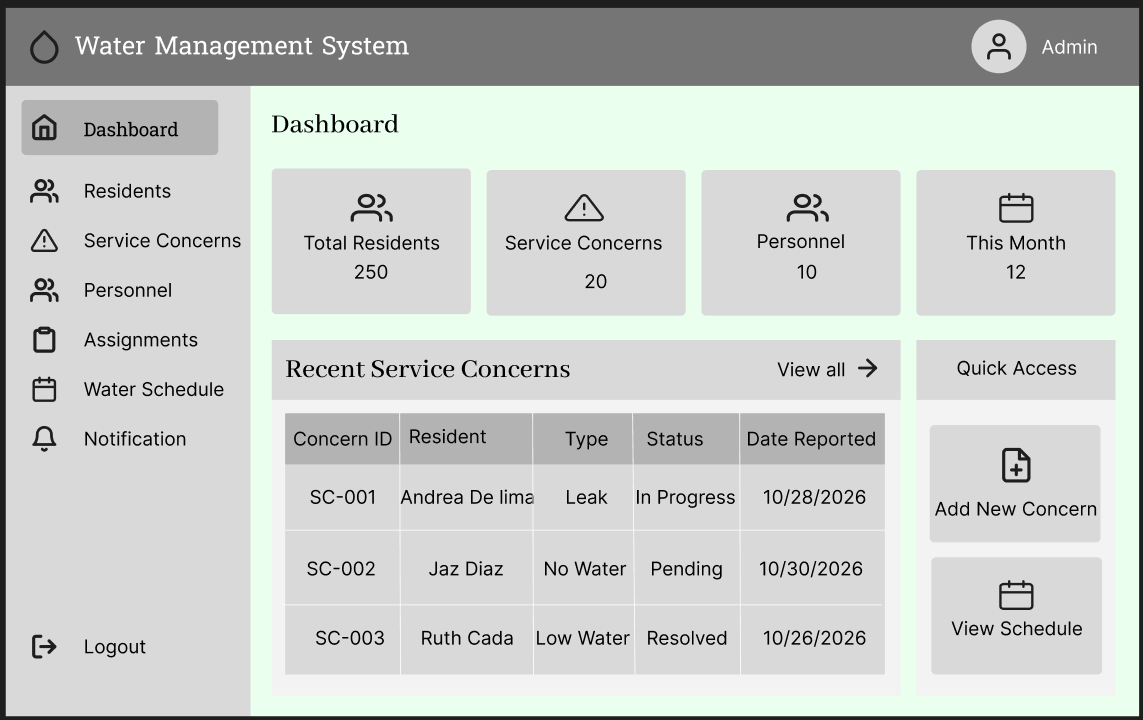 Water Management System
Admin
Dashboard
Residents
Service Concerns
Personnel
Assignments
Water Schedule
Notification
Logout
Dashboard
Total Residents
250
Service Concerns
20
Personnel
10
This Month
12
Recent Service Concerns
View all
Concern ID Resident Type Status Date Reported
SC-001 Andrea De lima Leak In Progress 10/28/2026
SC-002 Jaz Diaz No Water Pending 10/30/2026
SC-003 Ruth Cada Low Water Resolved 10/26/2026
Quick Access
Add New Concern
View Schedule